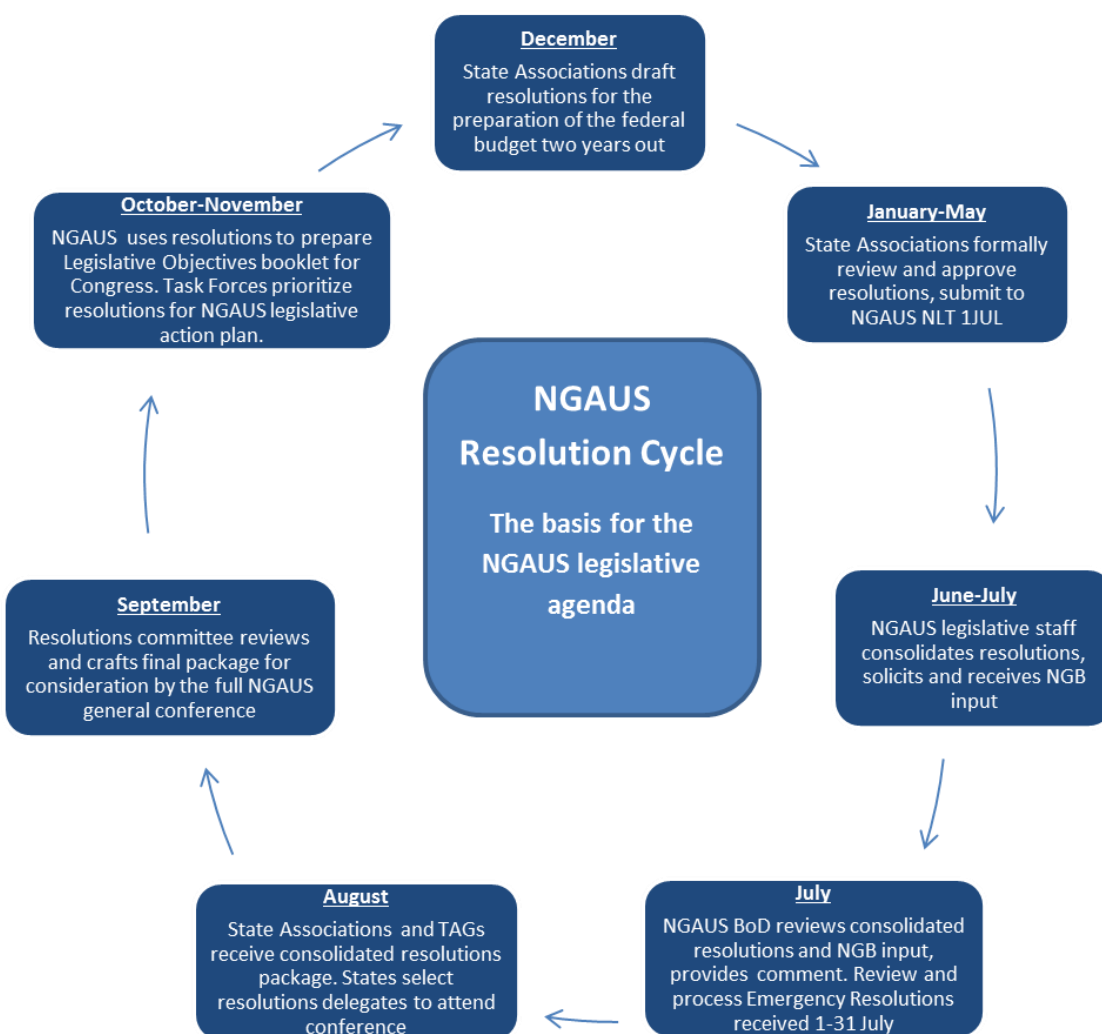 December
State Associations draft
resolutions for the
preparation of the federal
budget two years out
January-May
State Associations formally
review and approve
resolutions, submit to
NGAUS NLT 1JUL
June-July
NGAUS legislative staff
consolidates resolutions,
solicits and receives NGB
input
July
NGAUS BoD reviews consolidated
resolutions and NGB input,
provides comment. Review and
process Emergency Resolutions
received 1-31 July
August
State Associations and TAGs
receive consolidated resolutions
package. States select
resolutions delegates to attend
conference
September
Resolutions committee reviews
and crafts final package for
consideration by the full NGAUS
general conference
October-November
NGAUS uses resolutions to prepare
Legislative Objectives booklet for
Congress. Task Forces prioritize
resolutions for NGAUS legislative
action plan.
NGAUS
Resolution Cycle
The basis for the
NGAUS legislative
agenda